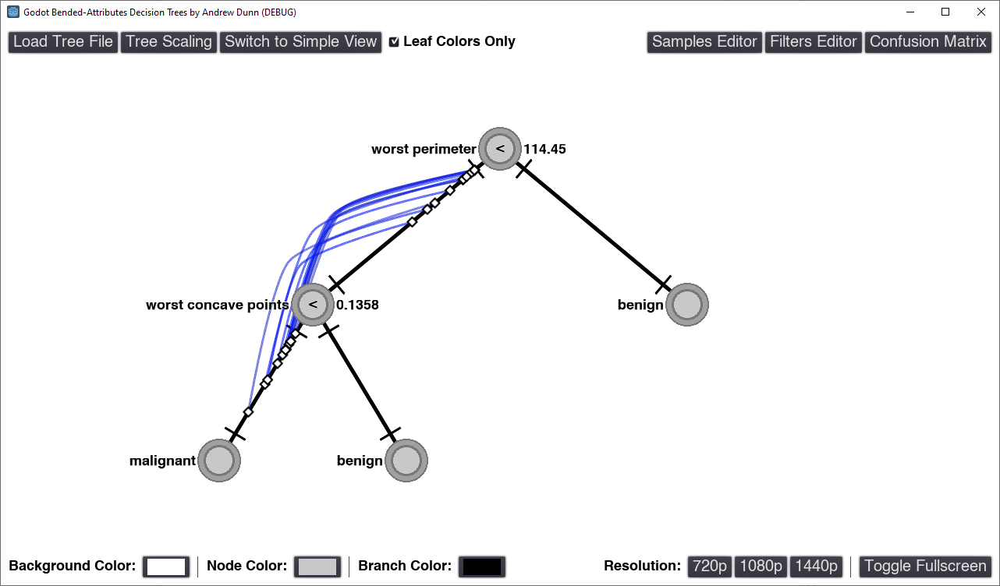 Godot Bended-Attributes Decision Trees by Andrew Dunn (DEBUG)
Load Tree File Tree Scaling Switch to Simple View Leaf Colors Only Samples Editor Filters Editor Confusion Matrix
worst perimeter < 114.45
worst concave points < 0.1358 benign
malignant benign
Background Color: Node Color: Branch Color: Resolution: 720p 1080p 1440p Toggle Fullscreen